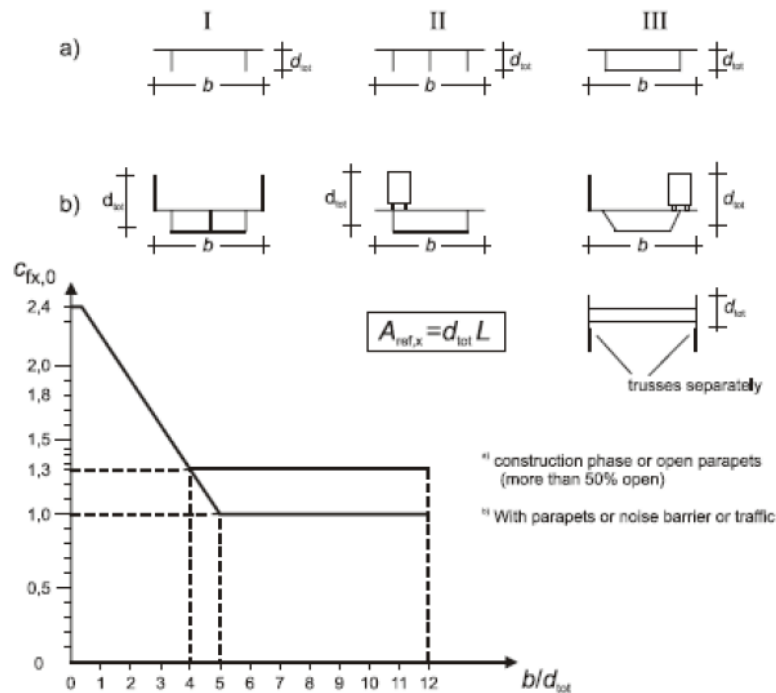 I II III
a) d_tot d_tot d_tot
b b b
b) d_tot d_tot d_tot
b b b
c_fx,0
d_tot
A_ref,x = d_tot L
trusses separately
2,4
2,0
1,8
1,5
1,3
1,0
0,5
0
a) construction phase or open parapets
(more than 50% open)
b) With parapets or noise barrier or traffic
0 1 2 3 4 5 6 7 8 9 10 11 12 b/d_tot